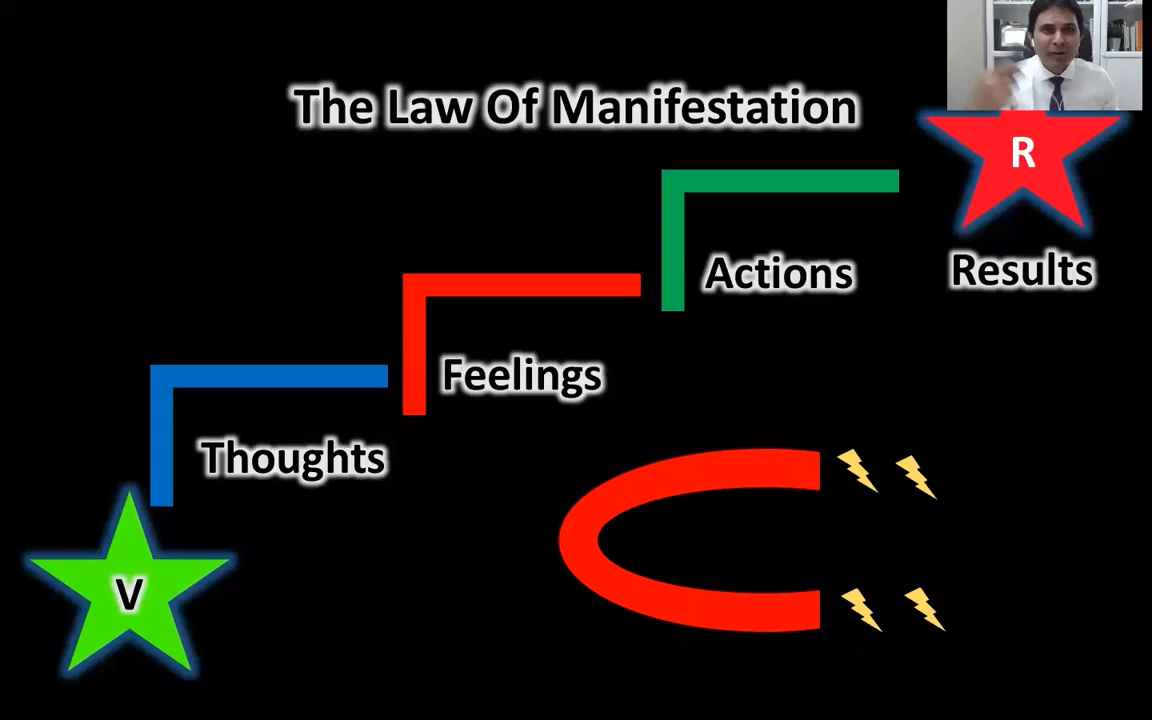 The Law Of Manifestation
R
Actions
Results
Feelings
Thoughts
V